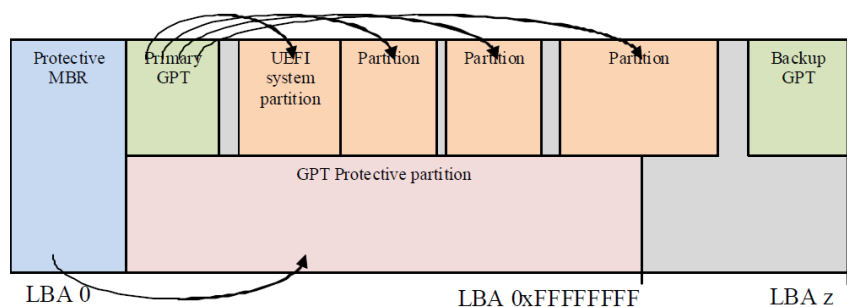 Protective
MBR
Primary
GPT
UEFI
system
partition
Partition
Partition
Partition
Backup
GPT
GPT Protective partition
LBA 0
LBA 0xFFFFFFFF
LBA z